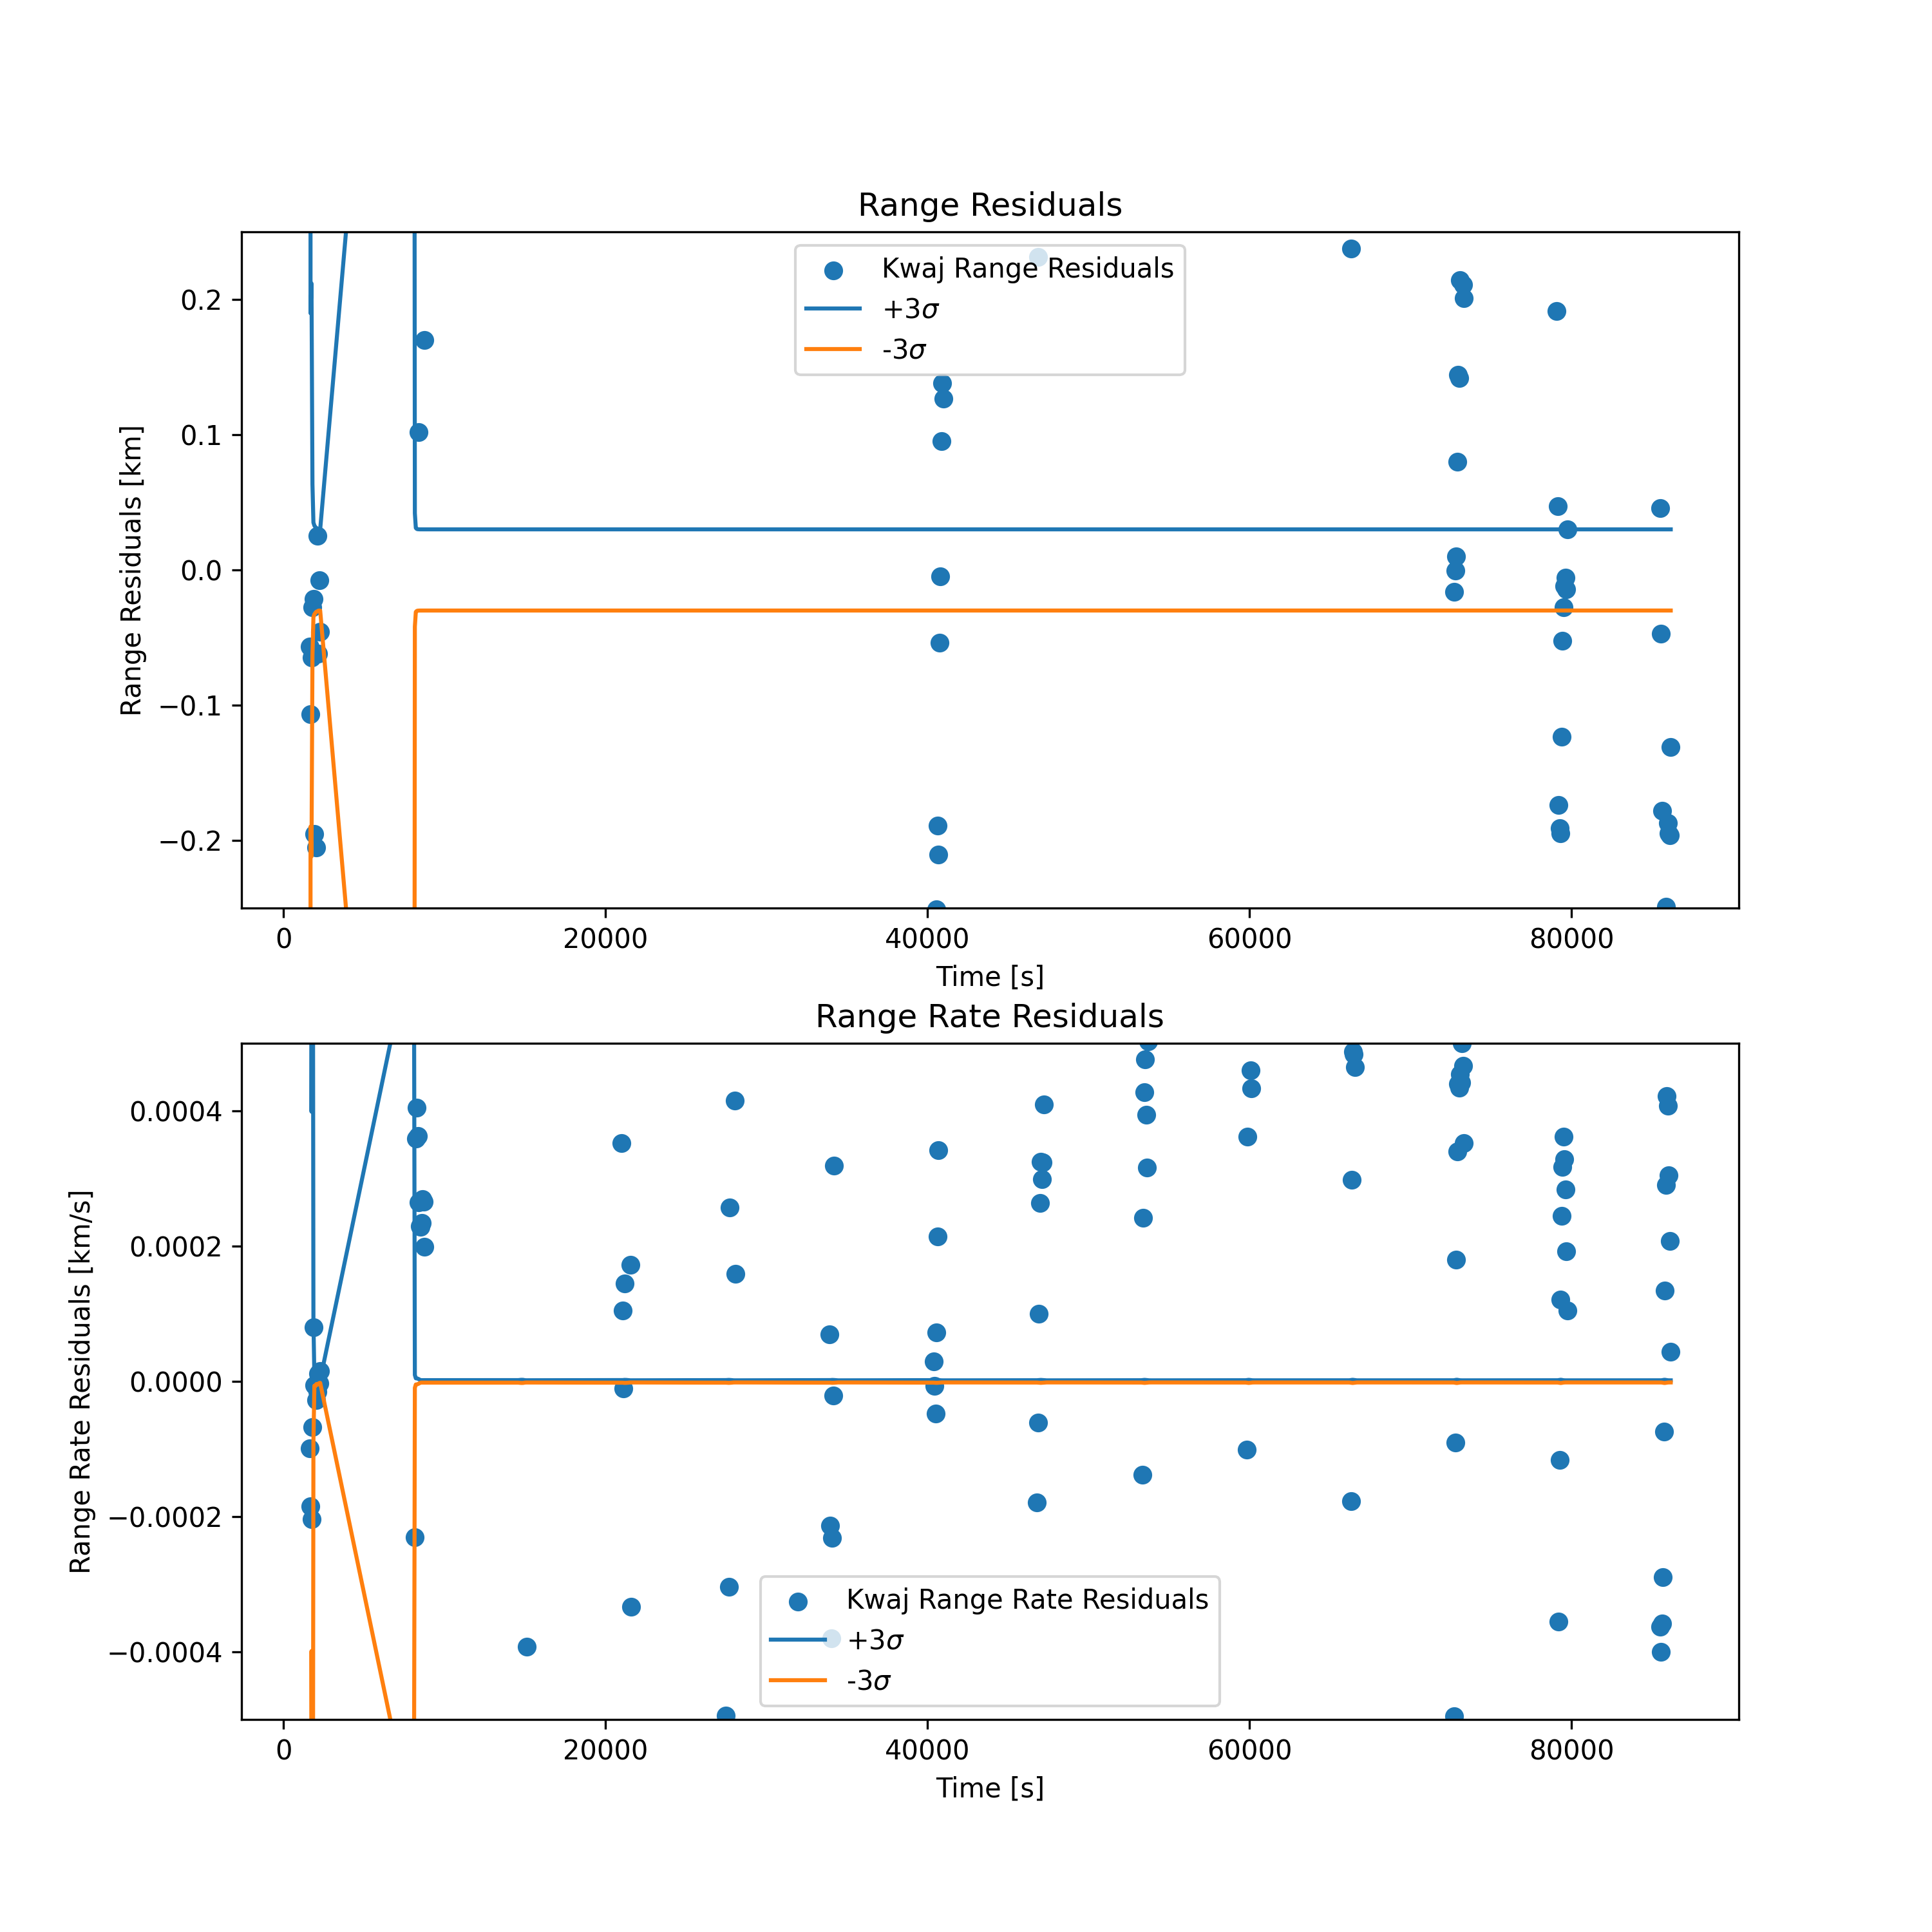 Range Residuals
Kwaj Range Residuals
+3σ
-3σ
Range Residuals [km]
0.2
0.1
0.0
−0.1
−0.2
0 20000 40000 60000 80000
Time [s]
Range Rate Residuals
Range Rate Residuals [km/s]
0.0004
0.0002
0.0000
−0.0002
−0.0004
Kwaj Range Rate Residuals
+3σ
-3σ
0 20000 40000 60000 80000
Time [s]